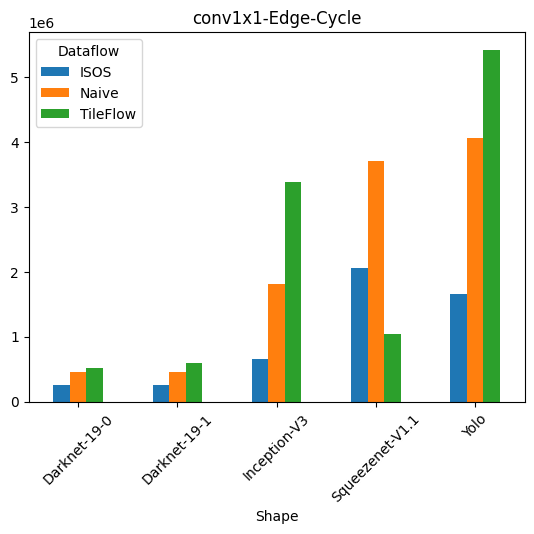 conv1x1-Edge-Cycle
1e6
Dataflow
ISOS
Naive
TileFlow
5
4
3
2
1
0
Darknet-19-0
Darknet-19-1
Inception-V3
Squeezenet-V1.1
Yolo
Shape